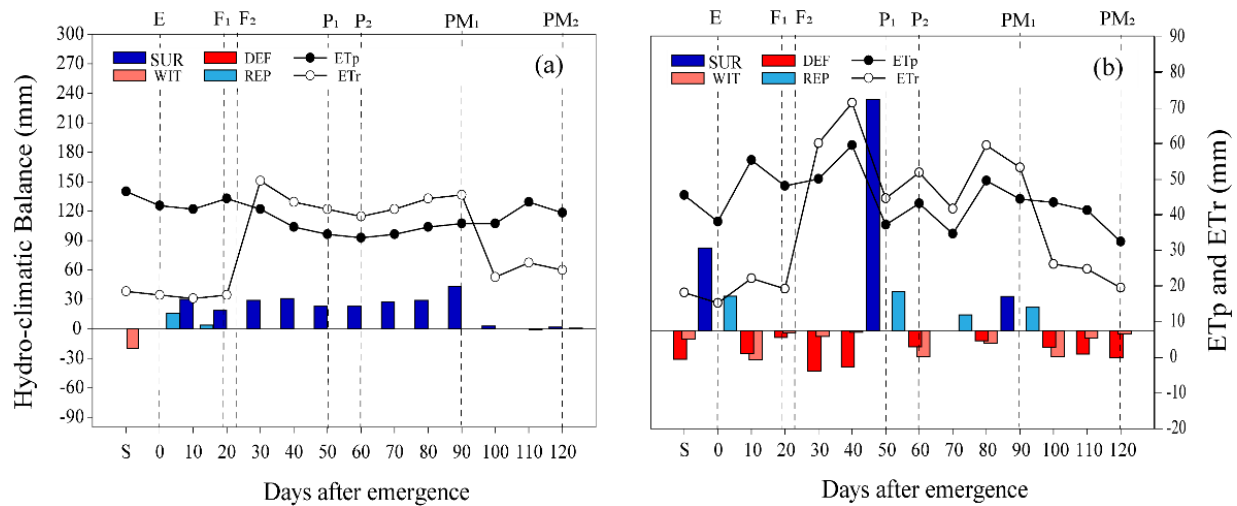 E F₁ F₂ P₁ P₂ PM₁ PM₂
E F₁ F₂ P₁ P₂ PM₁ PM₂
(a)
SUR DEF ETp
WIT REP ETr
(b)
SUR DEF ETp
WIT REP ETr
Hydro-climatic Balance (mm)
300
270
240
210
180
150
120
90
60
30
0
-30
-60
-90
90
80
70
60
50
40
30
20
10
0
-10
-20
ETp and ETr (mm)
S 0 10 20 30 40 50 60 70 80 90 100 110 120
S 0 10 20 30 40 50 60 70 80 90 100 110 120
Days after emergence
Days after emergence